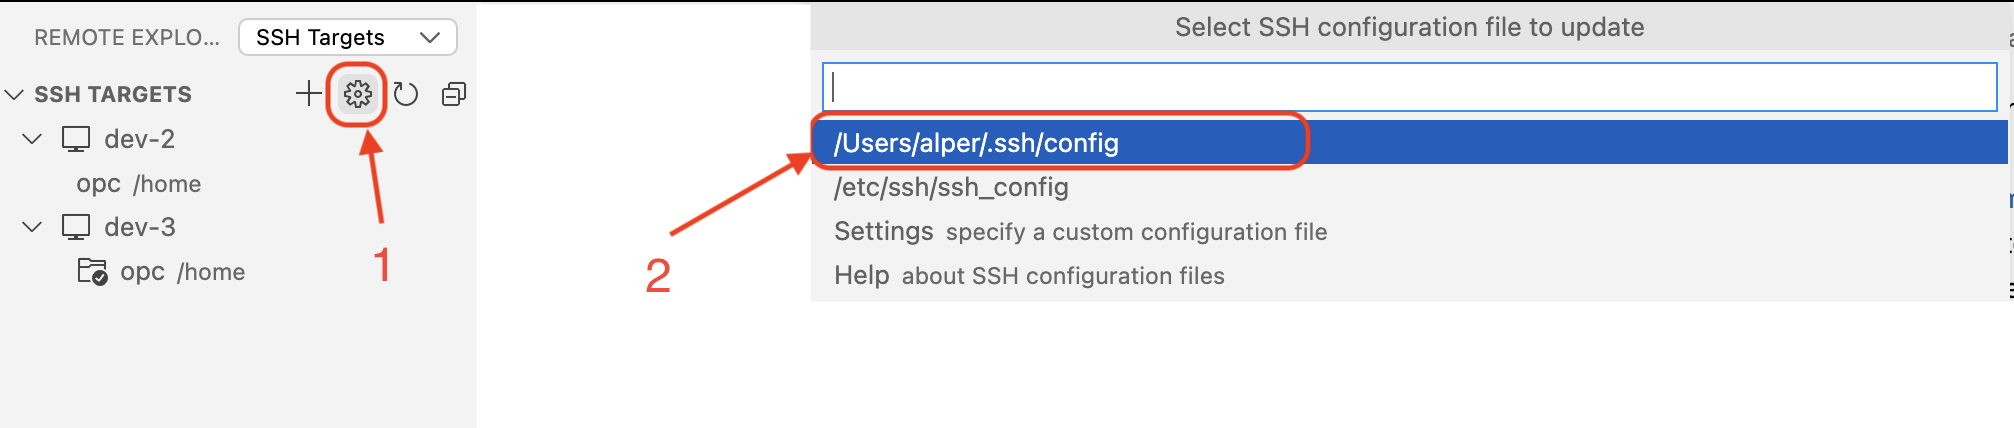 REMOTE EXPLO...
SSH Targets
SSH TARGETS
dev-2
opc /home
dev-3
opc /home
1
2
Select SSH configuration file to update
/Users/alper/.ssh/config
/etc/ssh/ssh_config
Settings specify a custom configuration file
Help about SSH configuration files